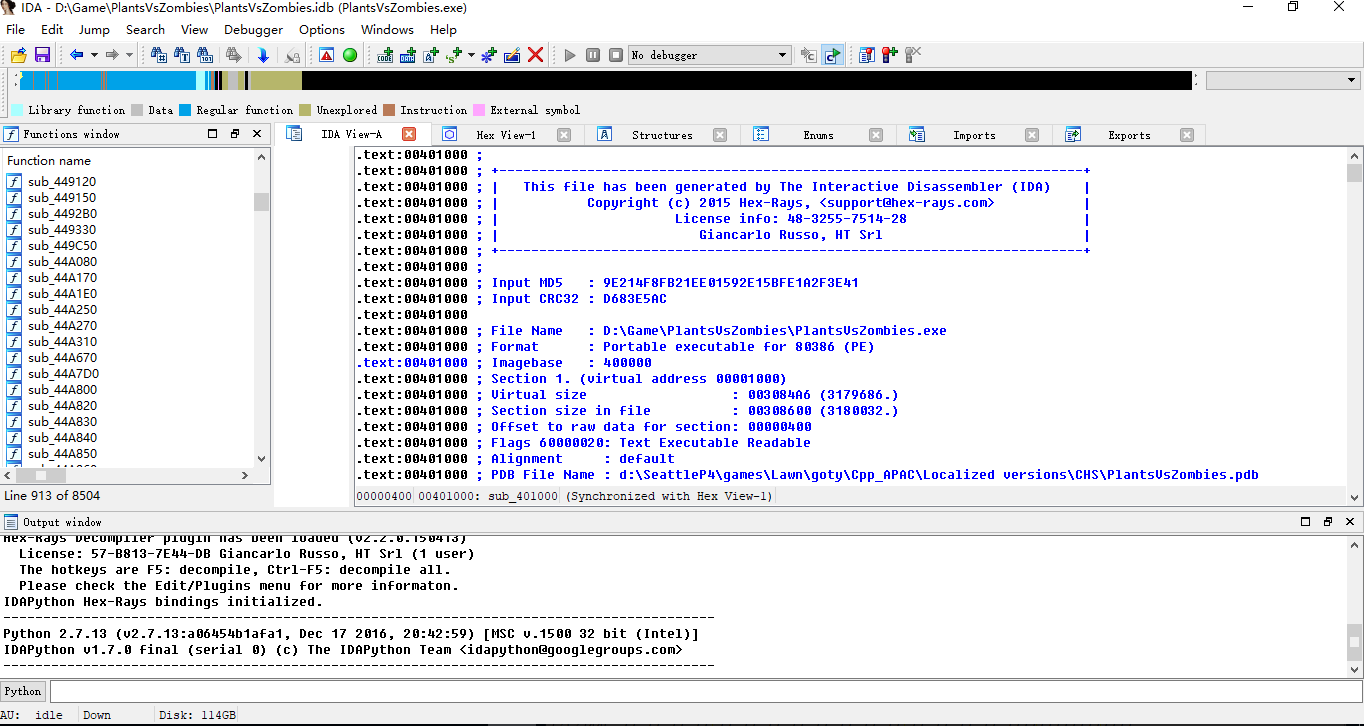 IDA - D:\Game\PlantsVsZombies\PlantsVsZombies.idb (PlantsVsZombies.exe)
File Edit Jump Search View Debugger Options Windows Help
No debugger
Library function Data Regular function Unexplored Instruction External symbol
Functions window
IDA View-A Hex View-1 Structures Enums Imports Exports
Function name
sub_449120
sub_449150
sub_4492B0
sub_449330
sub_449C50
sub_44A080
sub_44A170
sub_44A1E0
sub_44A250
sub_44A270
sub_44A310
sub_44A670
sub_44A7D0
sub_44A800
sub_44A820
sub_44A830
sub_44A840
sub_44A850
Line 913 of 8504
.text:00401000 ;
.text:00401000 ; +-------------------------------------------------------------------------+
.text:00401000 ; | This file has been generated by The Interactive Disassembler (IDA) |
.text:00401000 ; | Copyright (c) 2015 Hex-Rays, <support@hex-rays.com> |
.text:00401000 ; | License info: 48-3255-7514-28 |
.text:00401000 ; | Giancarlo Russo, HT Srl |
.text:00401000 ; +-------------------------------------------------------------------------+
.text:00401000 ;
.text:00401000 ; Input MD5 : 9E214F8FB21EE01592E15BFE1A2F3E41
.text:00401000 ; Input CRC32 : D683E5AC
.text:00401000
.text:00401000 ; File Name : D:\Game\PlantsVsZombies\PlantsVsZombies.exe
.text:00401000 ; Format : Portable executable for 80386 (PE)
.text:00401000 ; Imagebase : 400000
.text:00401000 ; Section 1. (virtual address 00001000)
.text:00401000 ; Virtual size : 003084A6 (3179686.)
.text:00401000 ; Section size in file : 00308600 (3180032.)
.text:00401000 ; Offset to raw data for section: 00000400
.text:00401000 ; Flags 60000020: Text Executable Readable
.text:00401000 ; Alignment : default
.text:00401000 ; PDB File Name : d:\SeattleP4\games\Lawn\goty\Cpp_APAC\Localized versions\CHS\PlantsVsZombies.pdb
00000400 00401000: sub_401000 (Synchronized with Hex View-1)
Output window
Hex-Rays Decompiler plugin has been loaded (v2.2.0.150413)
License: 57-B813-7E44-DB Giancarlo Russo, HT Srl (1 user)
The hotkeys are F5: decompile, Ctrl-F5: decompile all.
Please check the Edit/Plugins menu for more informaton.
IDAPython Hex-Rays bindings initialized.
-----------------------------------------------------------------------------------------
Python 2.7.13 (v2.7.13:a06454b1afa1, Dec 17 2016, 20:42:59) [MSC v.1500 32 bit (Intel)]
IDAPython v1.7.0 final (serial 0) (c) The IDAPython Team <idapython@googlegroups.com>
-----------------------------------------------------------------------------------------
Python
AU: idle Down Disk: 114GB